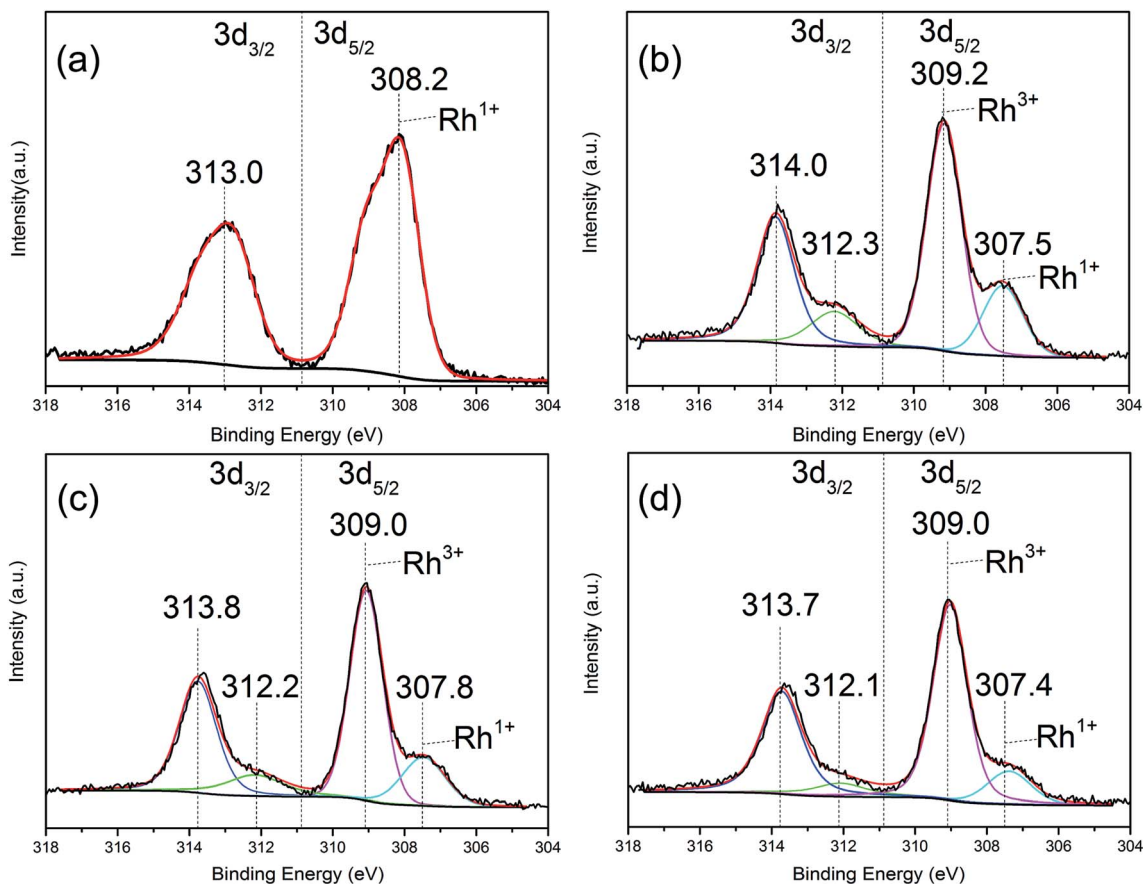 (a)
3d3/2 3d5/2
308.2
Rh1+
313.0
Intensity(a.u.)
318 316 314 312 310 308 306 304
Binding Energy (eV)
(b)
3d3/2 3d5/2
309.2
Rh3+
314.0
312.3
307.5
Rh1+
Intensity (a.u.)
318 316 314 312 310 308 306 304
Binding Energy (eV)
(c)
3d3/2 3d5/2
309.0
Rh3+
313.8
312.2
307.8
Rh1+
Intensity (a.u.)
318 316 314 312 310 308 306 304
Binding Energy (eV)
(d)
3d3/2 3d5/2
309.0
Rh3+
313.7
312.1
307.4
Rh1+
Intensity (a.u.)
318 316 314 312 310 308 306 304
Binding Energy (eV)